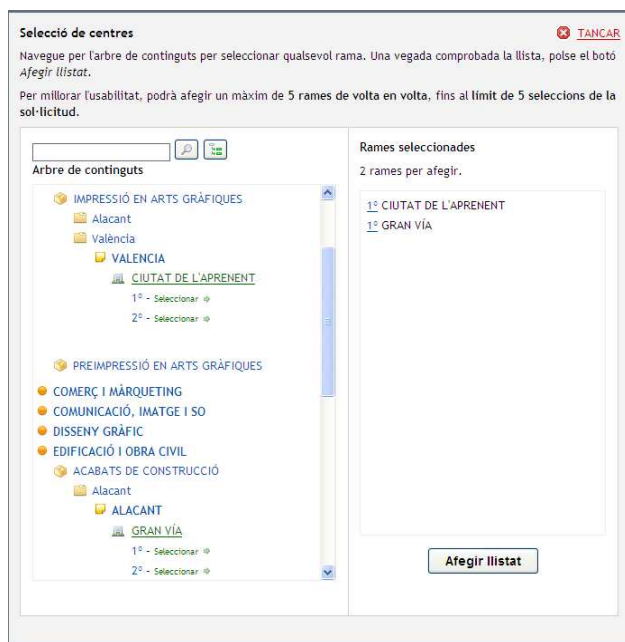 Selecció de centres
TANCAR
Navegue per l'arbre de continguts per seleccionar qualsevol rama. Una vegada comprobada la llista, polse el botó
Afegir llistat.
Per millorar l'usabilitat, podrà afegir un màxim de 5 rames de volta en volta, fins al límit de 5 seleccions de la
sol·licitud.
Arbre de continguts
IMPRESSIÓ EN ARTS GRÀFIQUES
Alacant
València
VALENCIA
CIUTAT DE L'APRENENT
1º - Seleccionar
2º - Seleccionar
PREIMPRESSIÓ EN ARTS GRÀFIQUES
COMERÇ I MÀRQUETING
COMUNICACIÓ, IMATGE I SO
DISSENY GRÀFIC
EDIFICACIÓ I OBRA CIVIL
ACABATS DE CONSTRUCCIÓ
Alacant
ALACANT
GRAN VÍA
1º - Seleccionar
2º - Seleccionar
Rames seleccionades
2 rames per afegir.
1º CIUTAT DE L'APRENENT
1º GRAN VÍA
Afegir llistat